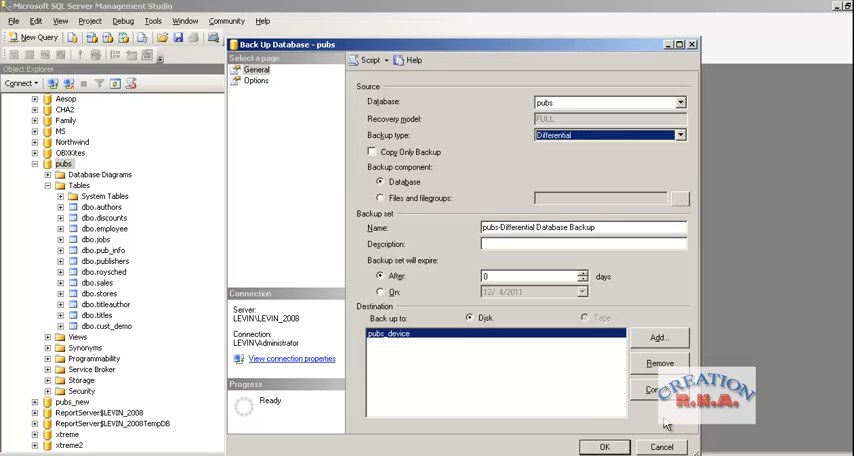 Microsoft SQL Server Management Studio
File Edit View Project Debug Tools Window Community Help
New Query
Object Explorer
Connect
Aesop
CHA2
Family
MS
Northwind
OBXKites
pubs
Database Diagrams
Tables
System Tables
dbo.authors
dbo.discounts
dbo.employee
dbo.jobs
dbo.pub_info
dbo.publishers
dbo.roysched
dbo.sales
dbo.stores
dbo.titleauthor
dbo.titles
dbo.cust_demo
Views
Synonyms
Programmability
Service Broker
Storage
Security
pubs_new
ReportServer$LEVIN_2008
ReportServer$LEVIN_2008TempDB
xtreme
xtreme2
Back Up Database - pubs
Select a page
General
Options
Script Help
Source
Database: pubs
Recovery model: FULL
Backup type: Differential
Copy Only Backup
Backup component:
Database
Files and filegroups:
Backup set
Name: pubs-Differential Database Backup
Description:
Backup set will expire:
After: 0 days
On: 12/ 4/2011
Destination
Back up to: Disk Tape
pubs_device
Add...
Remove
Connection
Server:
LEVIN\LEVIN_2008
Connection:
LEVIN\Administrator
View connection properties
Progress
Ready
CREATION
R.H.A.
OK Cancel